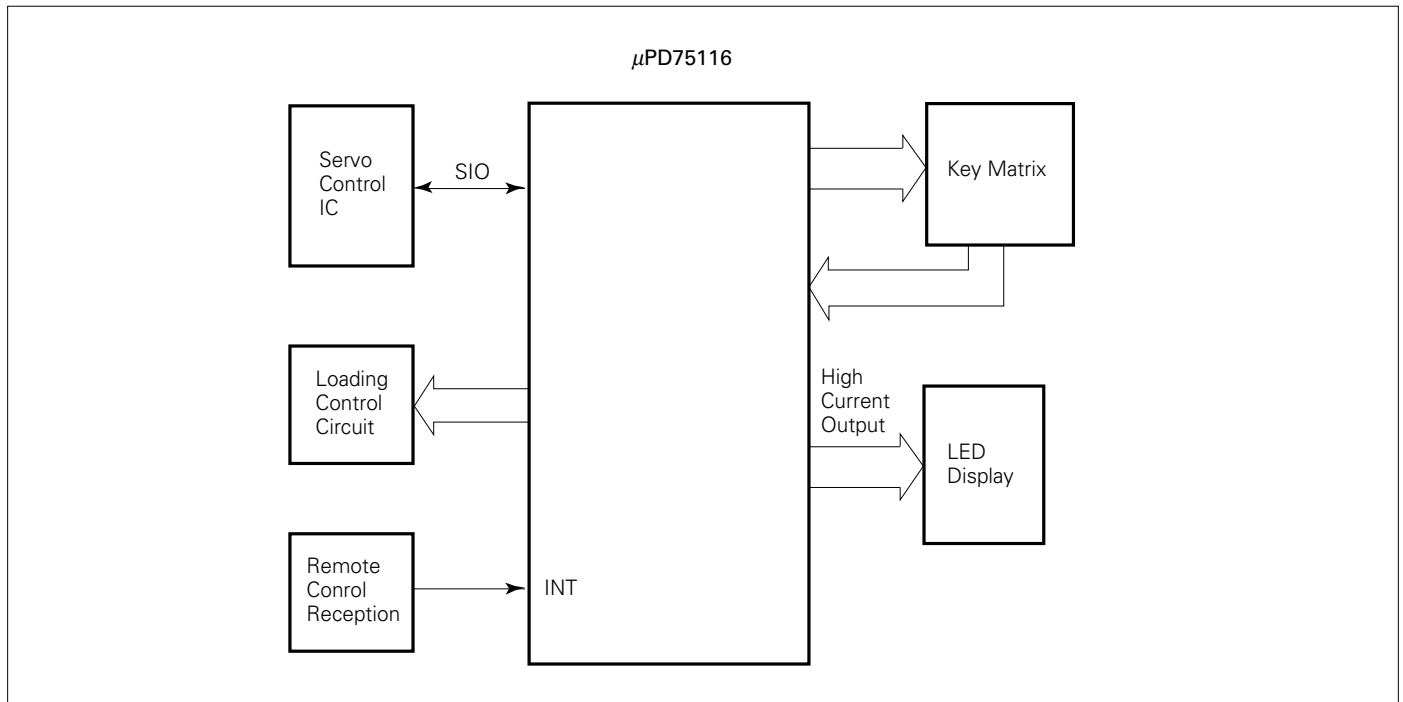 μPD75116
Servo
Control
IC
SIO
Key Matrix
Loading
Control
Circuit
High
Current
Output
LED
Display
Remote
Conrol
Reception
INT